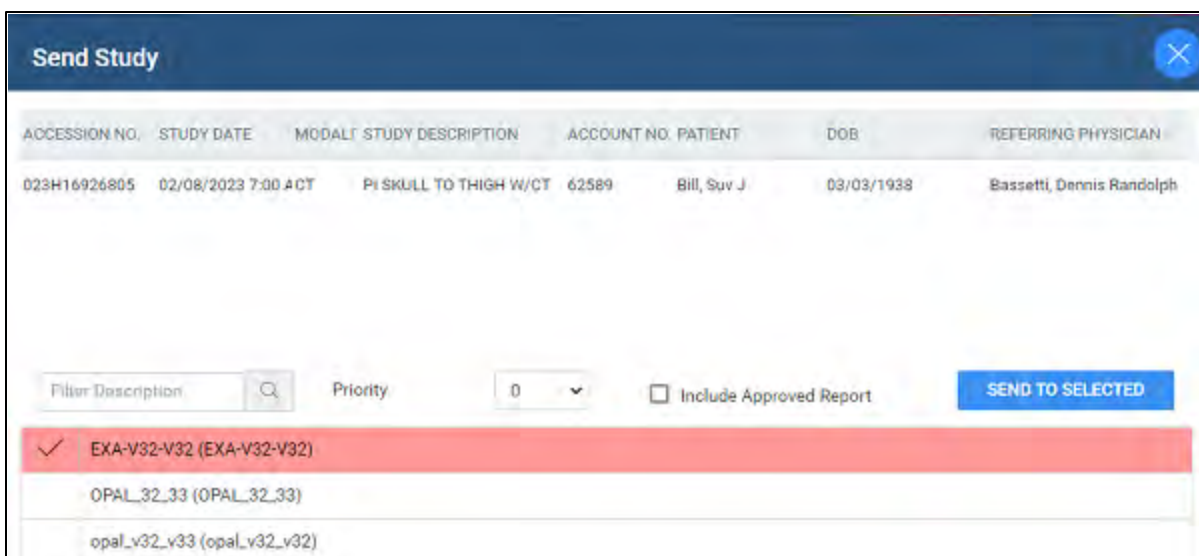 Send Study
ACCESSION NO. STUDY DATE MODALI STUDY DESCRIPTION ACCOUNT NO. PATIENT DOB REFERRING PHYSICIAN
023H16926805 02/08/2023 7:00 A CT PI SKULL TO THIGH W/CT 62589 Bill, Suv J 03/03/1938 Bassetti, Dennis Randolph
Filter Description Priority 0 Include Approved Report SEND TO SELECTED
EXA-V32-V32 (EXA-V32-V32)
OPAL_32_33 (OPAL_32_33)
opal_v32_v33 (opal_v32_v32)